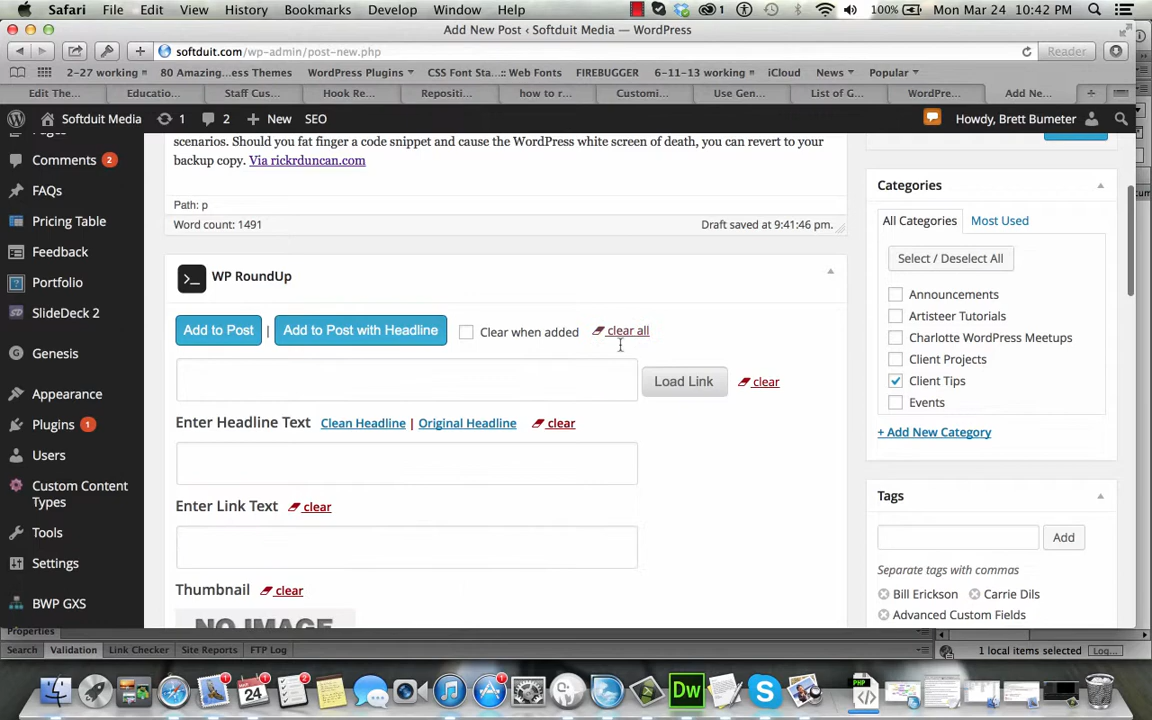 Safari File Edit View History Bookmarks Develop Window Help 1 100% Mon Mar 24 10:42 PM
Add New Post ‹ Softduit Media — WordPress
softduit.com/wp-admin/post-new.php Reader
2-27 working 80 Amazing...ess Themes WordPress Plugins CSS Font Sta...:: Web Fonts FIREBUGGER 6-11-13 working iCloud News Popular
Edit The... Educatio... Staff Cus... Hook Re... Repositi... how to r... Customi... Use Gen... List of G... WordPre... Add Ne...
Softduit Media 1 2 + New SEO Howdy, Brett Bumeter
Pages
Comments 2
FAQs
Pricing Table
Feedback
Portfolio
SlideDeck 2
Genesis
Appearance
Plugins 1
Users
Custom Content
Types
Tools
Settings
BWP GXS
scenarios. Should you fat finger a code snippet and cause the WordPress white screen of death, you can revert to your
backup copy. Via rickrduncan.com
Path: p
Word count: 1491 Draft saved at 9:41:46 pm.
WP RoundUp
Add to Post | Add to Post with Headline Clear when added clear all
Load Link clear
Enter Headline Text Clean Headline | Original Headline clear
Enter Link Text clear
Thumbnail clear
NO IMAGE
Categories
All Categories Most Used
Select / Deselect All
Announcements
Artisteer Tutorials
Charlotte WordPress Meetups
Client Projects
Client Tips
Events
+ Add New Category
Tags
Add
Separate tags with commas
Bill Erickson Carrie Dils
Advanced Custom Fields
Properties
Search Validation Link Checker Site Reports FTP Log 1 local items selected Log...
24 Dw PHP